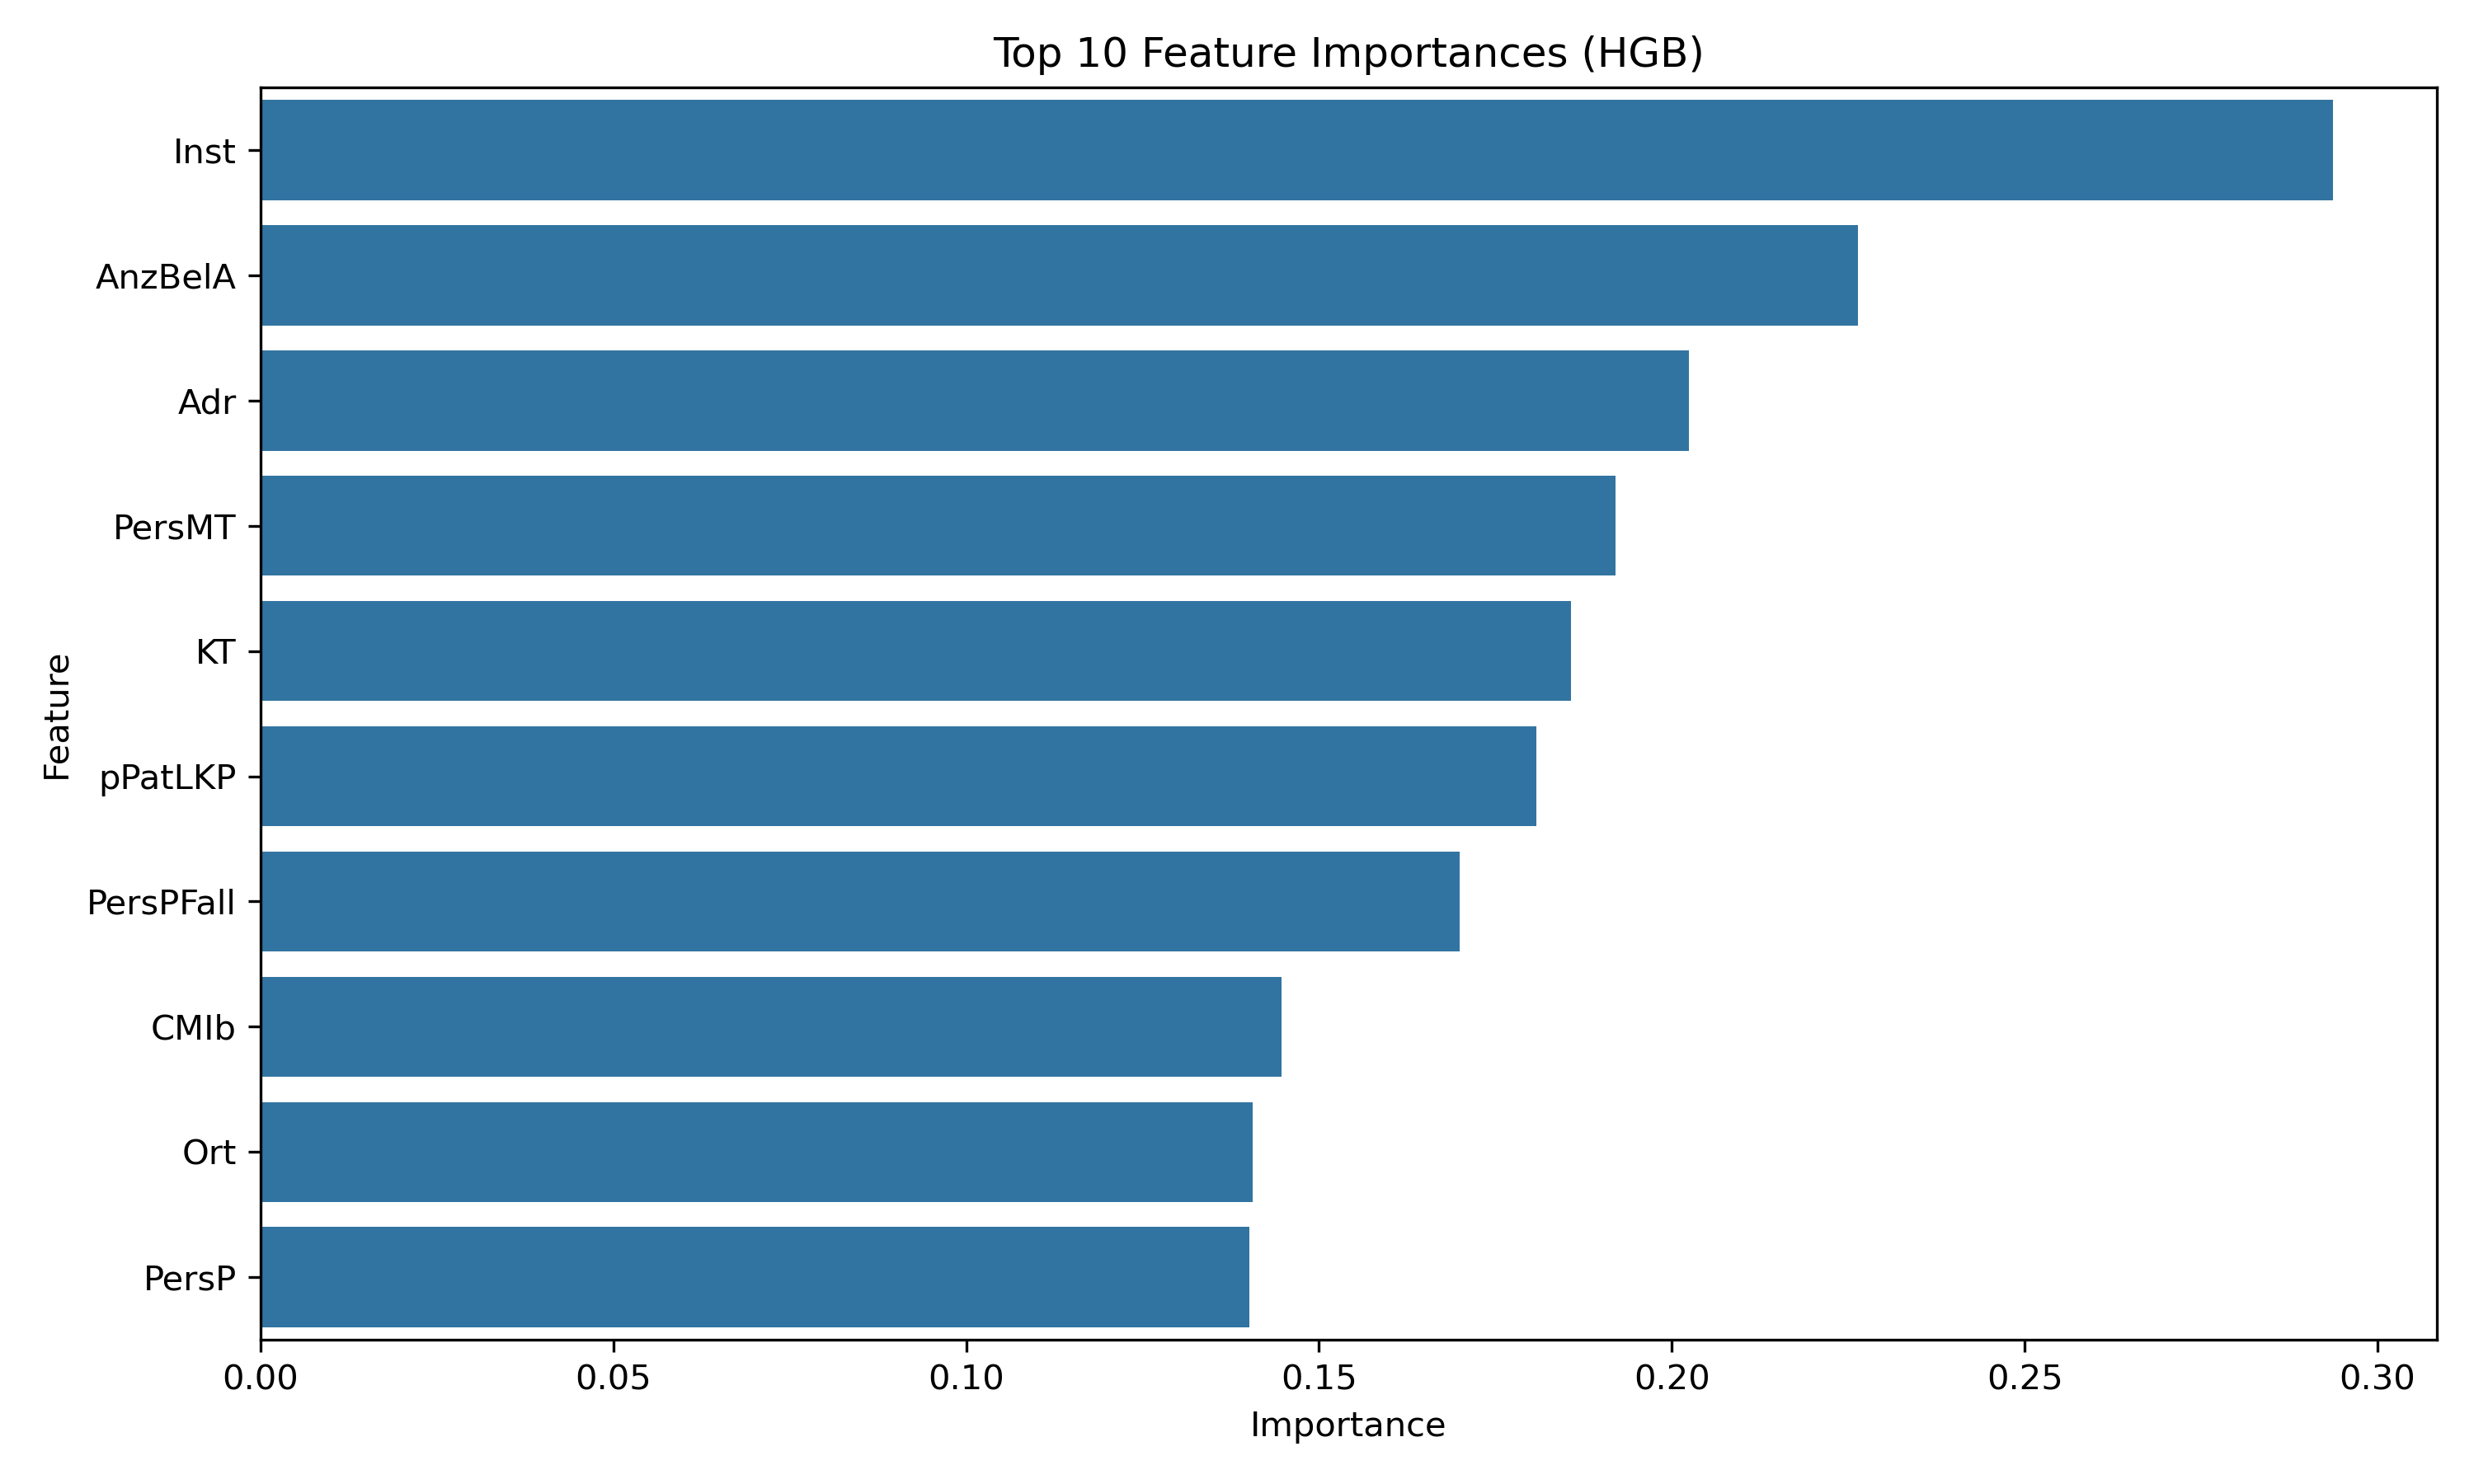 Top 10 Feature Importances (HGB)
Inst
AnzBelA
Adr
PersMT
KT
pPatLKP
PersPFall
CMIb
Ort
PersP
Feature
0.00 0.05 0.10 0.15 0.20 0.25 0.30
Importance